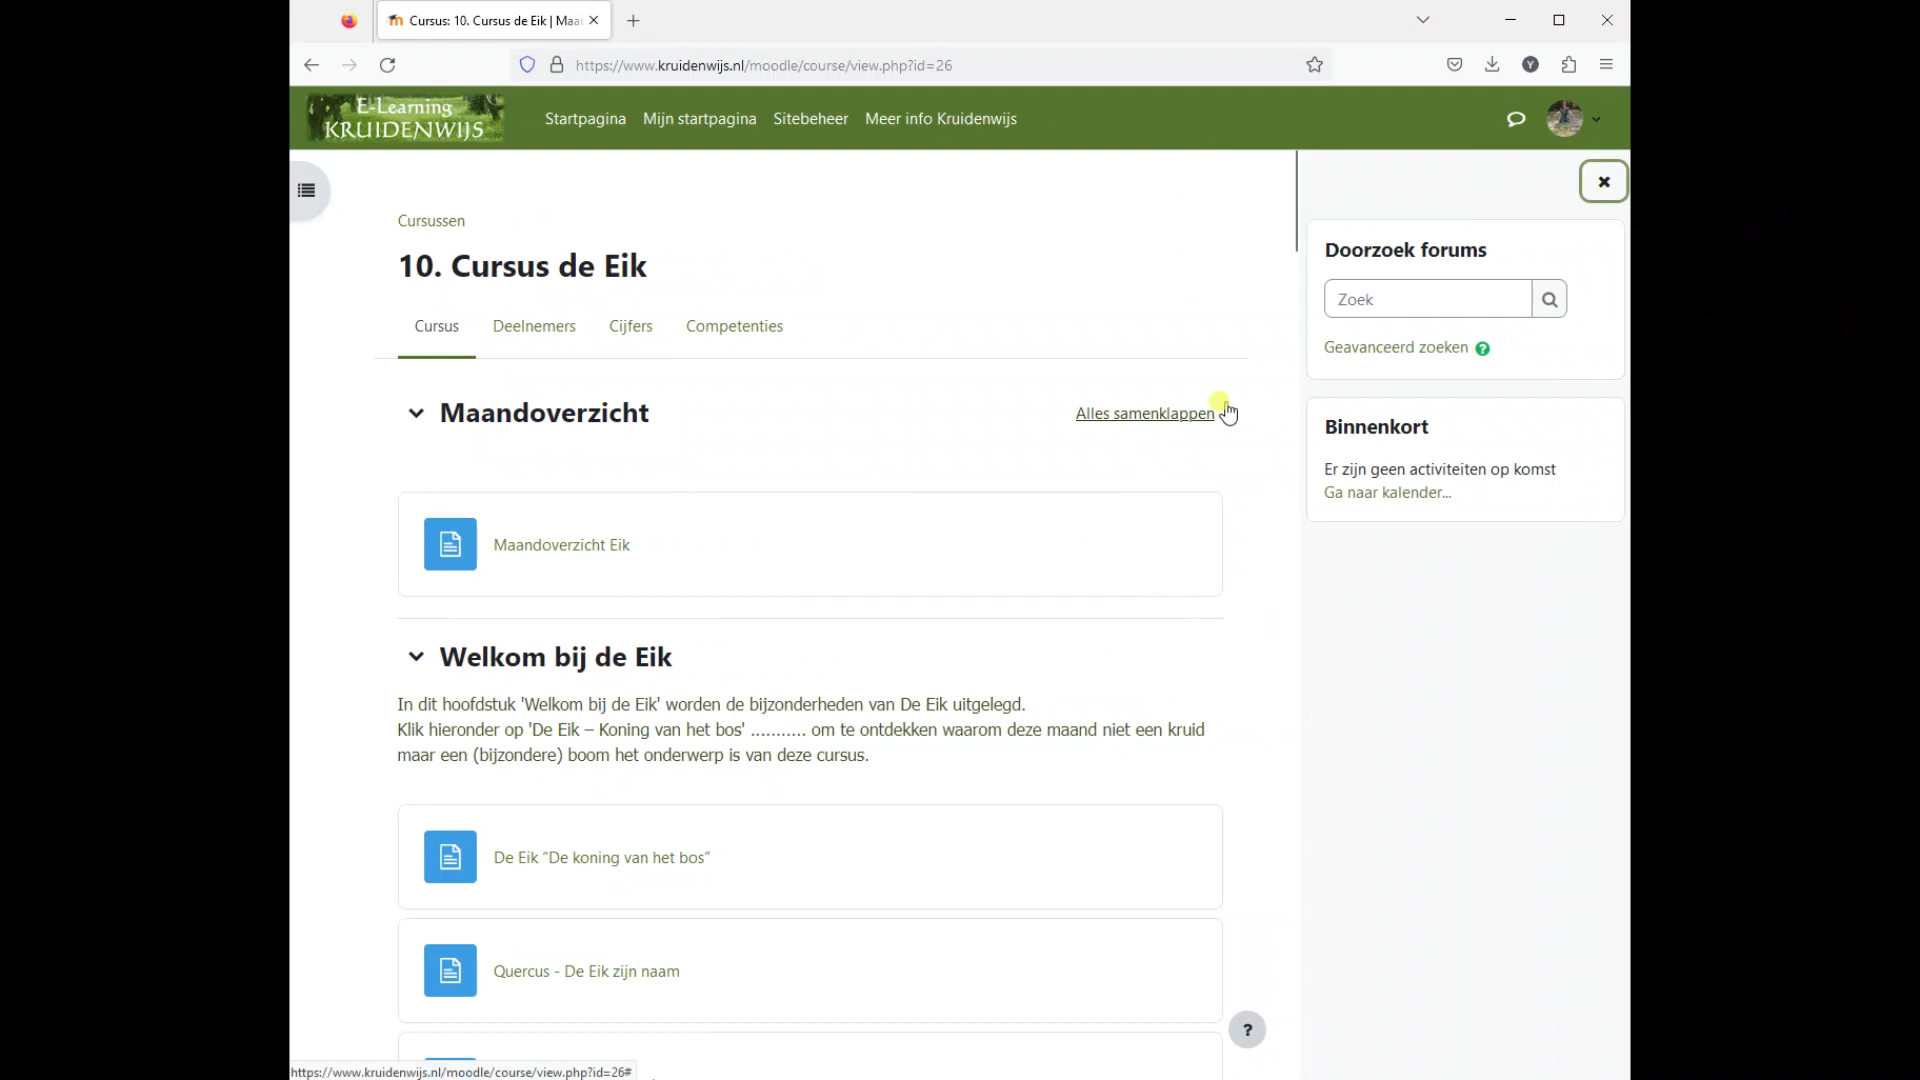 Cursus: 10. Cursus de Eik | Maa
https://www.kruidenwijs.nl/moodle/course/view.php?id=26
Y
E-Learning
KRUIDENWIJS
Startpagina
Mijn startpagina
Sitebeheer
Meer info Kruidenwijs
Cursussen
10. Cursus de Eik
Cursus
Deelnemers
Cijfers
Competenties
Maandoverzicht
Alles samenklappen
Maandoverzicht Eik
Welkom bij de Eik
In dit hoofdstuk 'Welkom bij de Eik' worden de bijzonderheden van De Eik uitgelegd.
Klik hieronder op 'De Eik – Koning van het bos' ........... om te ontdekken waarom deze maand niet een kruid
maar een (bijzondere) boom het onderwerp is van deze cursus.
De Eik “De koning van het bos”
Quercus - De Eik zijn naam
Doorzoek forums
Zoek
Geavanceerd zoeken ?
Binnenkort
Er zijn geen activiteiten op komst
Ga naar kalender...
?
https://www.kruidenwijs.nl/moodle/course/view.php?id=26#